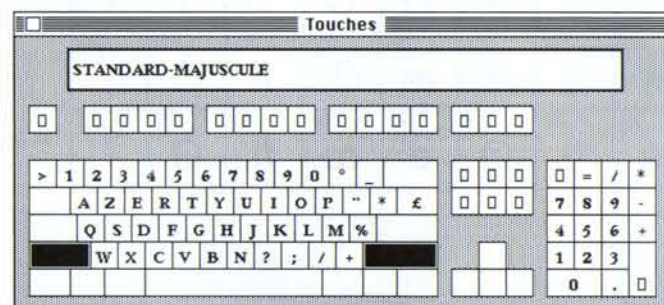 Touches
STANDARD-MAJUSCULE
> 1 2 3 4 5 6 7 8 9 0 ° _ = / *
A Z E R T Y U I O P ¨ * £ 7 8 9 -
Q S D F G H J K L M % 4 5 6 +
W X C V B N ? ; / + 1 2 3
0 .